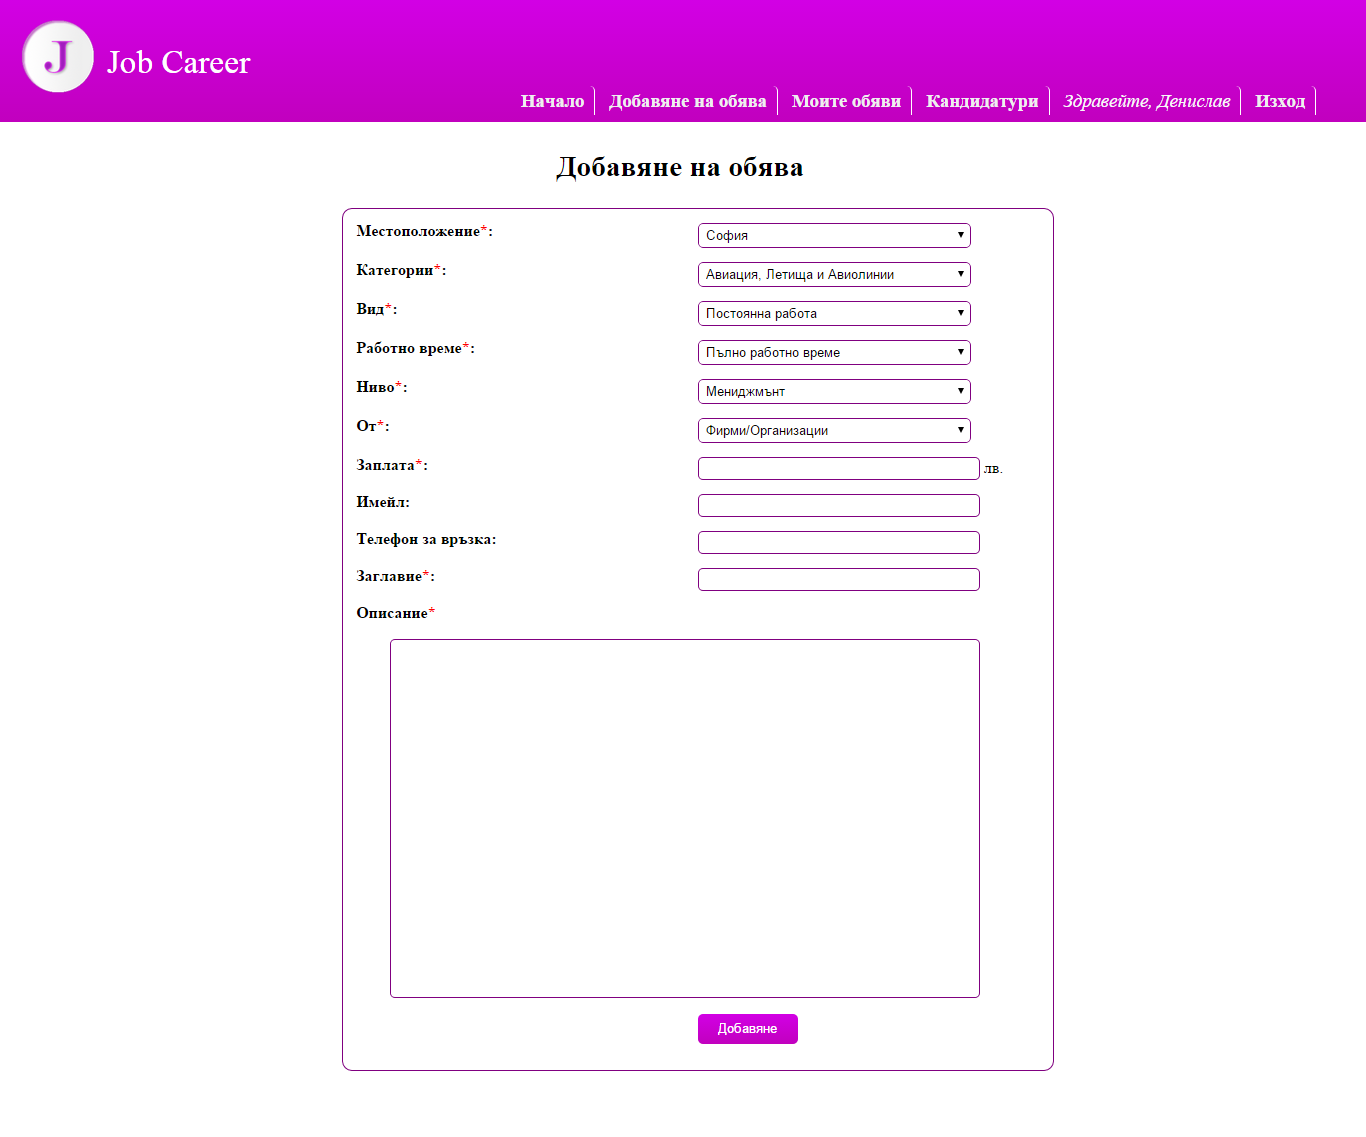 J Job Career
Начало Добавяне на обява Моите обяви Кандидатури Здравейте, Денислав Изход
Добавяне на обява
Местоположение*: София
Категории*: Авиация, Летища и Авиолинии
Вид*: Постоянна работа
Работно време*: Пълно работно време
Ниво*: Мениджмънт
От*: Фирми/Организации
Заплата*: лв.
Имейл:
Телефон за връзка:
Заглавие*:
Описание*
Добавяне